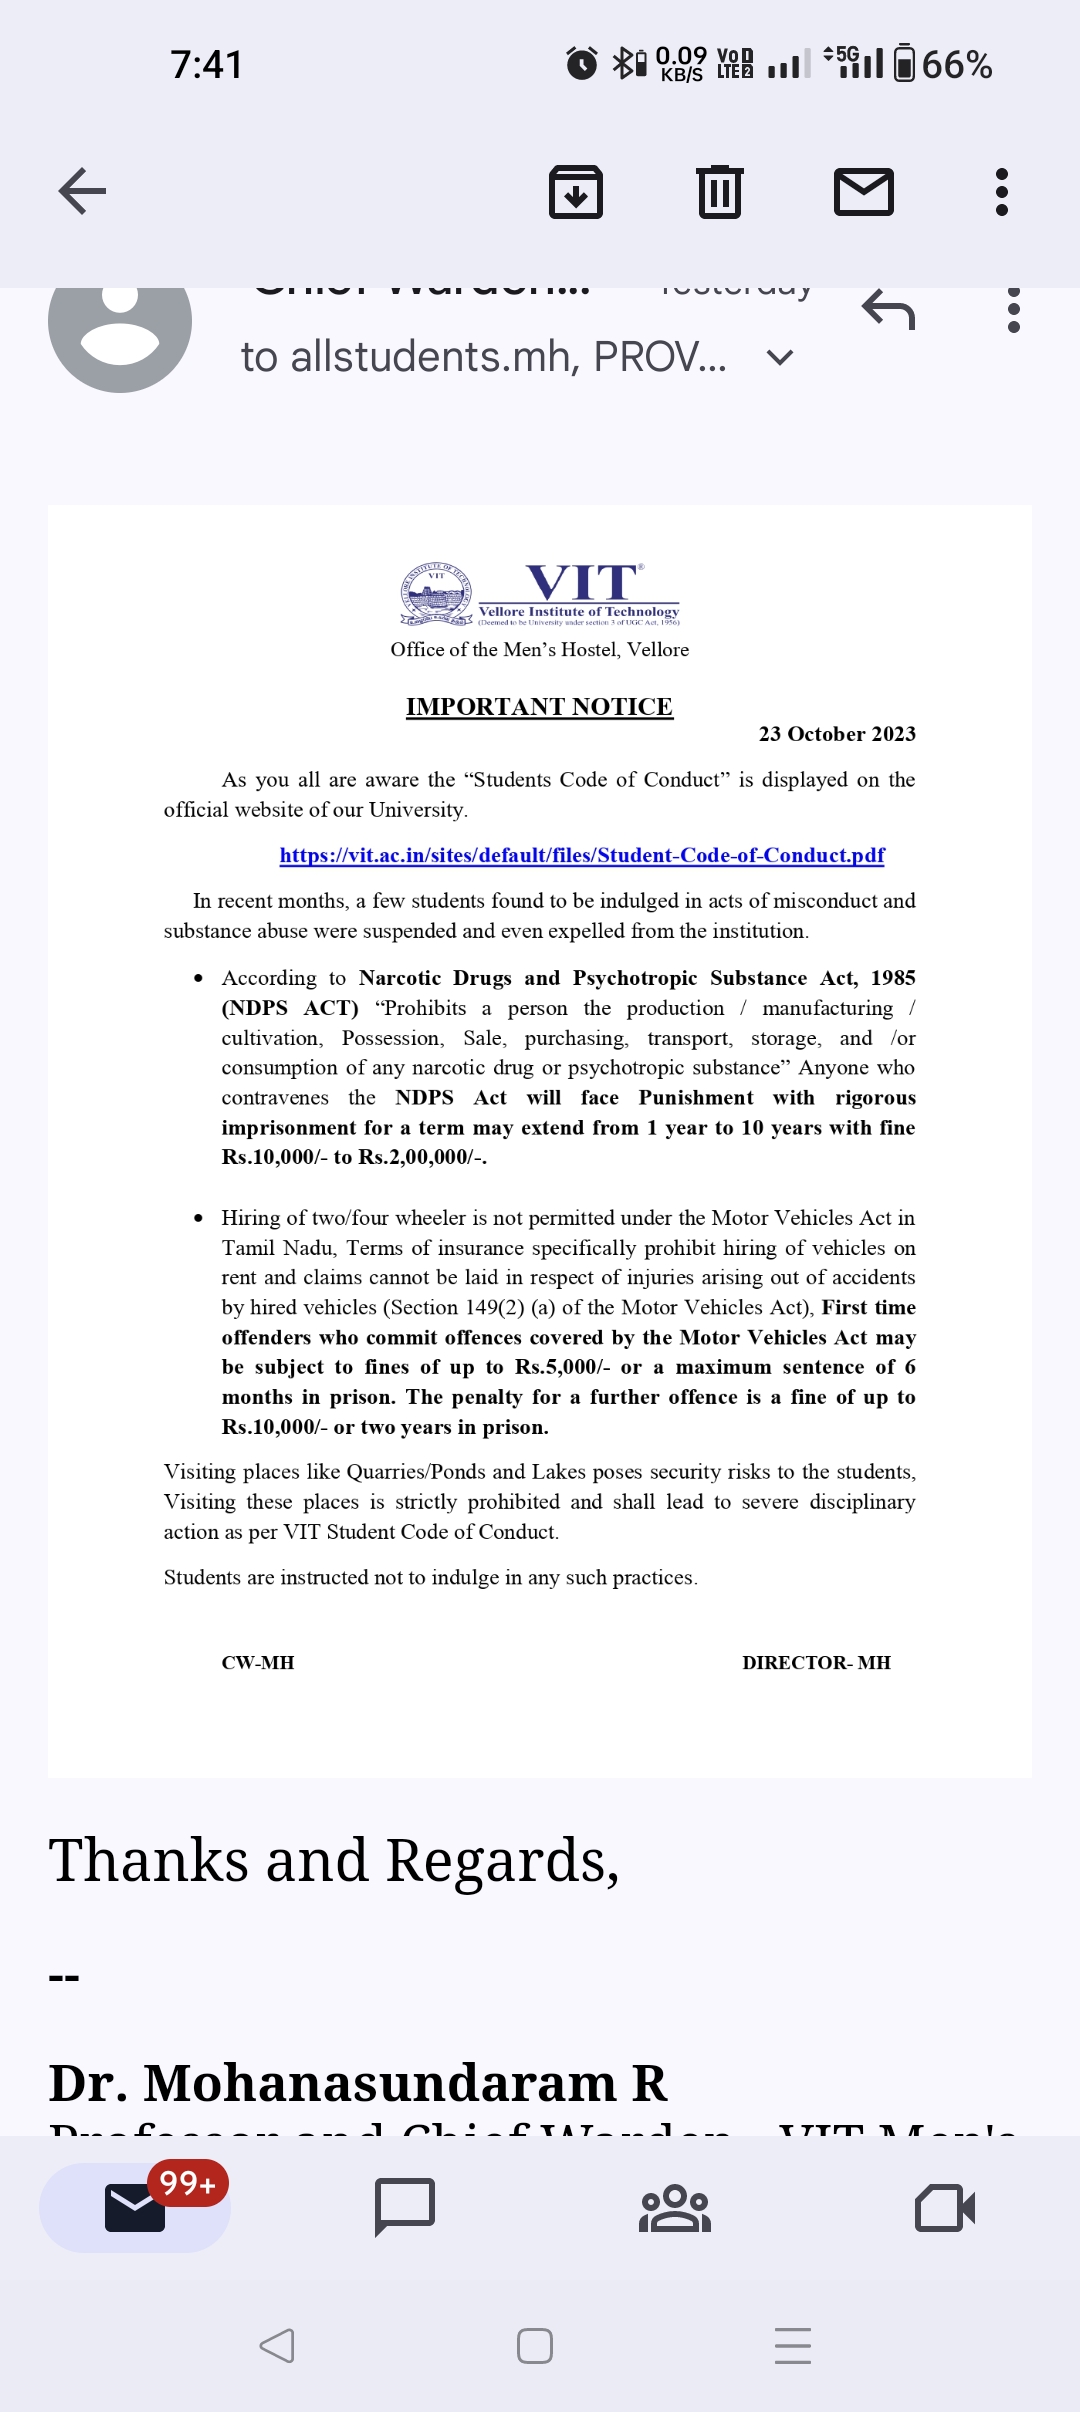 7:41
0.09 KB/S
VoD LTE 2
5G
66%
Yesterday
to allstudents.mh, PROV...
VIT®
VIT
Vellore Institute of Technology
(Deemed to be University under section 3 of UGC Act, 1956)
Office of the Men's Hostel, Vellore
IMPORTANT NOTICE
23 October 2023
As you all are aware the “Students Code of Conduct” is displayed on the
official website of our University.
https://vit.ac.in/sites/default/files/Student-Code-of-Conduct.pdf
In recent months, a few students found to be indulged in acts of misconduct and
substance abuse were suspended and even expelled from the institution.
• According to Narcotic Drugs and Psychotropic Substance Act, 1985
(NDPS ACT) “Prohibits a person the production / manufacturing /
cultivation, Possession, Sale, purchasing, transport, storage, and /or
consumption of any narcotic drug or psychotropic substance” Anyone who
contravenes the NDPS Act will face Punishment with rigorous
imprisonment for a term may extend from 1 year to 10 years with fine
Rs.10,000/- to Rs.2,00,000/-.
• Hiring of two/four wheeler is not permitted under the Motor Vehicles Act in
Tamil Nadu, Terms of insurance specifically prohibit hiring of vehicles on
rent and claims cannot be laid in respect of injuries arising out of accidents
by hired vehicles (Section 149(2) (a) of the Motor Vehicles Act), First time
offenders who commit offences covered by the Motor Vehicles Act may
be subject to fines of up to Rs.5,000/- or a maximum sentence of 6
months in prison. The penalty for a further offence is a fine of up to
Rs.10,000/- or two years in prison.
Visiting places like Quarries/Ponds and Lakes poses security risks to the students,
Visiting these places is strictly prohibited and shall lead to severe disciplinary
action as per VIT Student Code of Conduct.
Students are instructed not to indulge in any such practices.
CW-MH
DIRECTOR- MH
Thanks and Regards,
--
Dr. Mohanasundaram R
Professor and Chief Warden - VIT Men's
99+